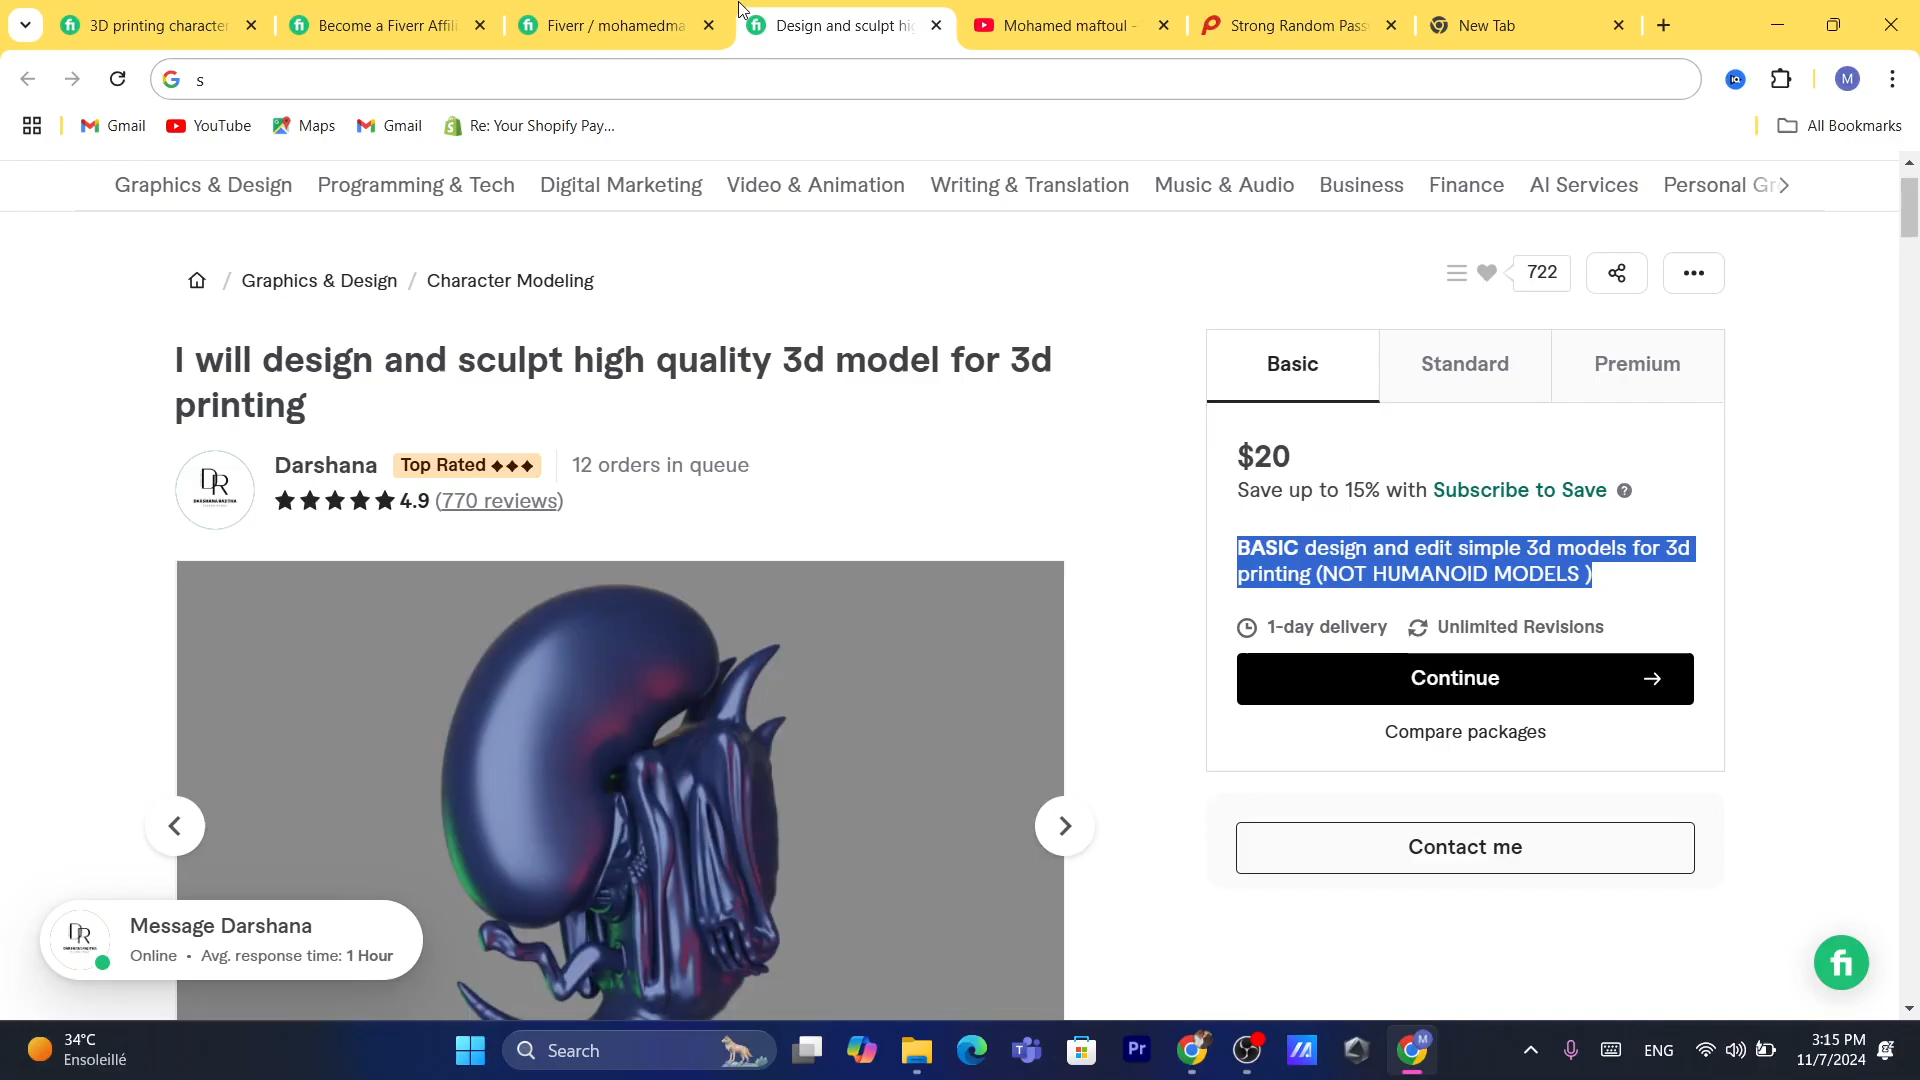 3D printing character
Become a Fiverr Affili
Fiverr / mohamedma
Design and sculpt hig
Mohamed maftoul -
Strong Random Pass
New Tab
s
M
Gmail
YouTube
Maps
Gmail
Re: Your Shopify Pay...
All Bookmarks
Graphics & Design
Programming & Tech
Digital Marketing
Video & Animation
Writing & Translation
Music & Audio
Business
Finance
AI Services
Personal Gr
/ Graphics & Design / Character Modeling
722
I will design and sculpt high quality 3d model for 3d
printing
DR
Darshana
Top Rated
12 orders in queue
4.9 (770 reviews)
Basic
Standard
Premium
$20
Save up to 15% with Subscribe to Save
BASIC design and edit simple 3d models for 3d
printing (NOT HUMANOID MODELS )
1-day delivery
Unlimited Revisions
Continue
Compare packages
Contact me
DR
Message Darshana
Online • Avg. response time: 1 Hour
fi
34°C
Ensoleillé
Search
Pr
M
ENG
3:15 PM
11/7/2024